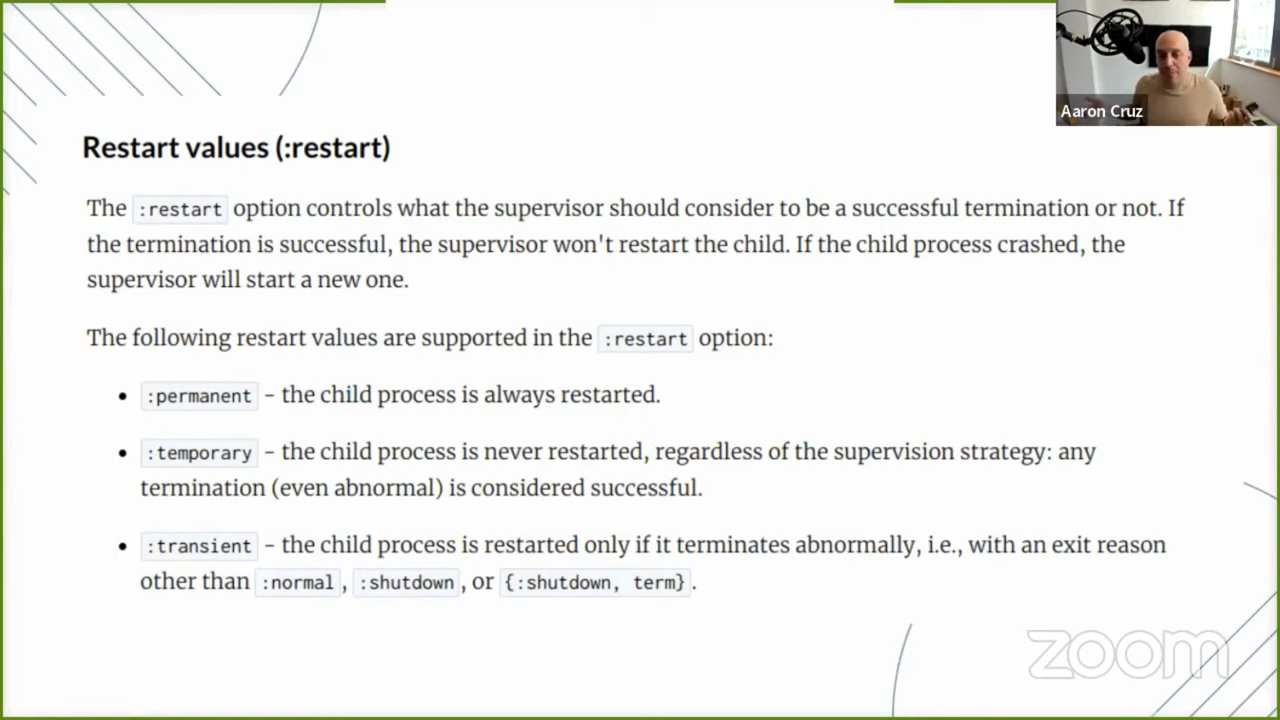 Aaron Cruz
Restart values (:restart)
The :restart option controls what the supervisor should consider to be a successful termination or not. If
the termination is successful, the supervisor won't restart the child. If the child process crashed, the
supervisor will start a new one.
The following restart values are supported in the :restart option:
• :permanent – the child process is always restarted.
• :temporary – the child process is never restarted, regardless of the supervision strategy: any
termination (even abnormal) is considered successful.
• :transient – the child process is restarted only if it terminates abnormally, i.e., with an exit reason
other than :normal, :shutdown, or {:shutdown, term}.
zoom